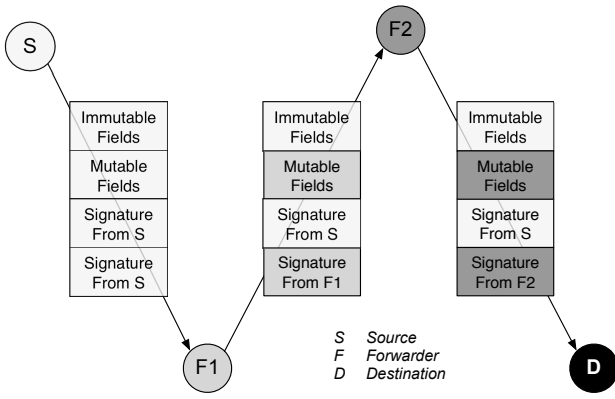 S
F2
Immutable
Fields
Mutable
Fields
Signature
From S
Signature
From S
Immutable
Fields
Mutable
Fields
Signature
From S
Signature
From F1
Immutable
Fields
Mutable
Fields
Signature
From S
Signature
From F2
F1
S Source
F Forwarder
D Destination
D